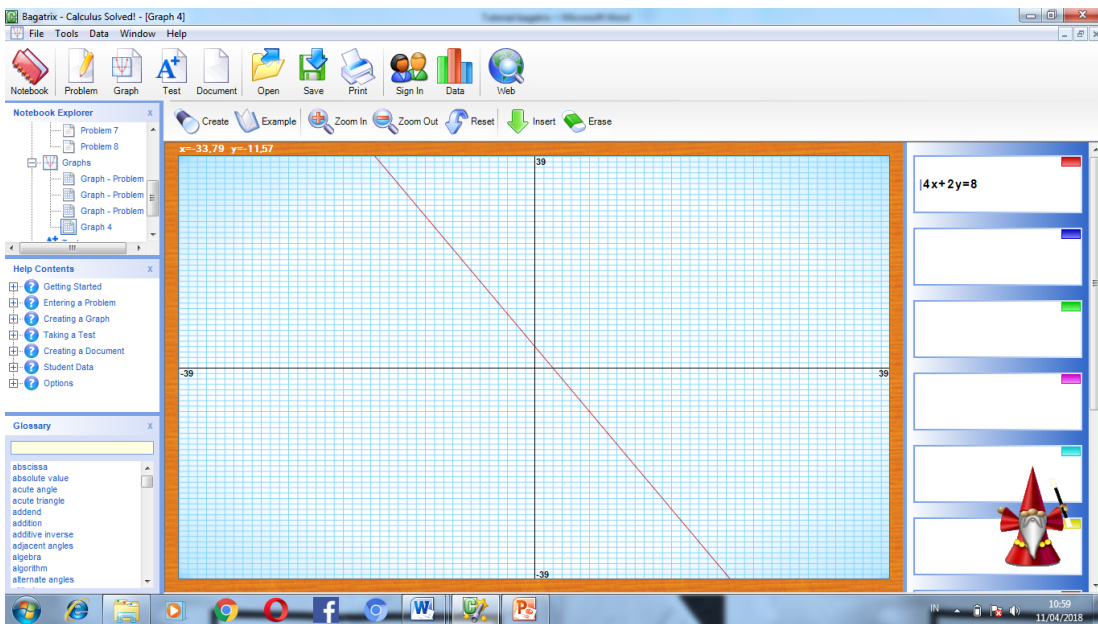 Bagatrix - Calculus Solved! - [Graph 4]
Tutorial bagatrix - Microsoft Word
File Tools Data Window Help
Notebook Problem Graph Test Document Open Save Print Sign In Data Web
Notebook Explorer x
Problem 7
Problem 8
Graphs
Graph - Problem
Graph - Problem
Graph - Problem
Graph 4
Help Contents x
Getting Started
Entering a Problem
Creating a Graph
Taking a Test
Creating a Document
Student Data
Options
Glossary x
abscissa
absolute value
acute angle
acute triangle
addend
addition
additive inverse
adjacent angles
algebra
algorithm
alternate angles
Create Example Zoom In Zoom Out Reset Insert Erase
x=-33,79 y=-11,57
39
-39
39
-39
4x+2y=8
IN
10:59
11/04/2018